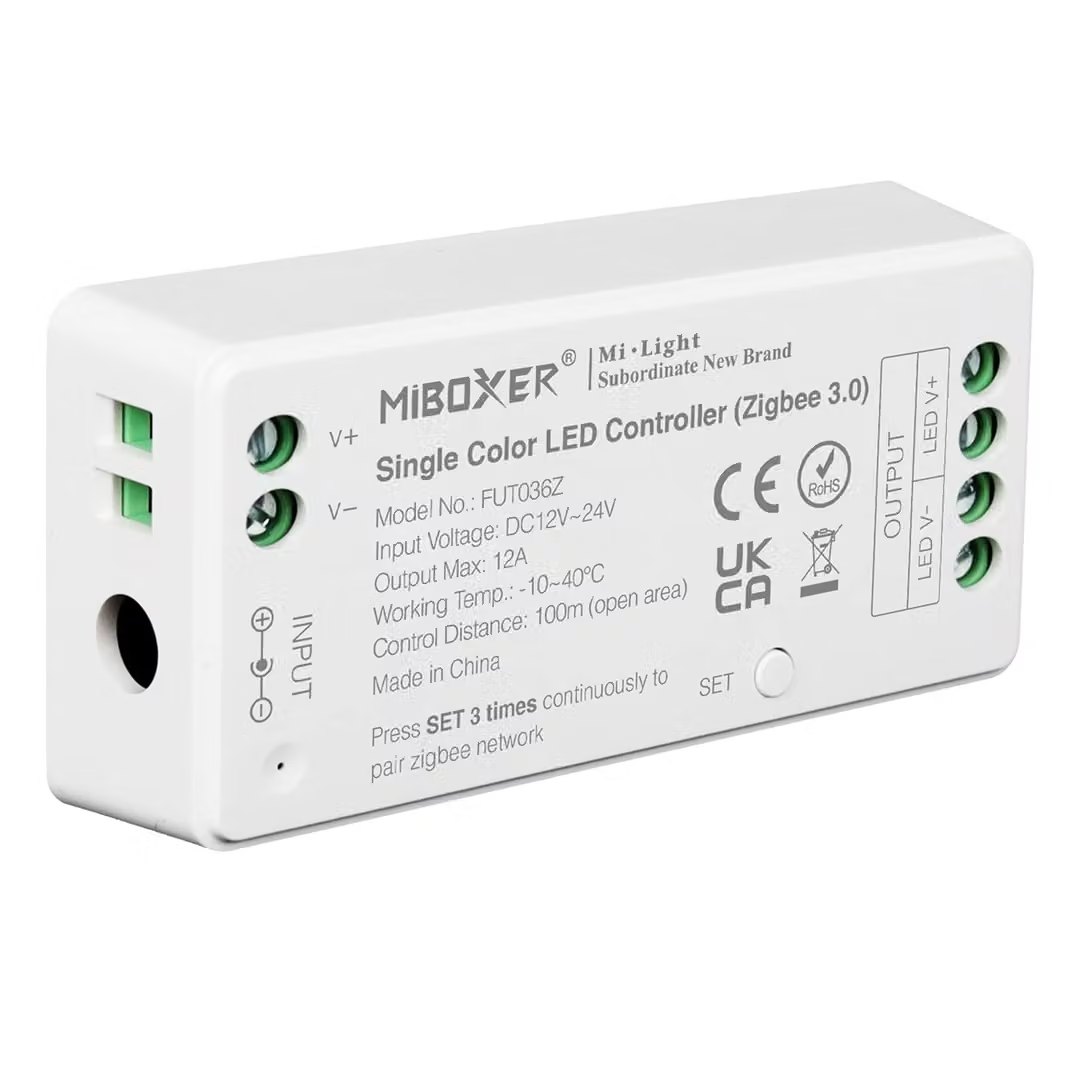 MiBOXER® | Mi·Light
Subordinate New Brand
Single Color LED Controller (Zigbee 3.0)
Model No.: FUT036Z
Input Voltage: DC12V~24V
Output Max: 12A
Working Temp.: -10~40°C
Control Distance: 100m (open area)
Made in China
Press SET 3 times continuously to
pair zigbee network
V+
V−
INPUT
CE
RoHS
UK
CA
SET
OUTPUT
LED V+
LED V−